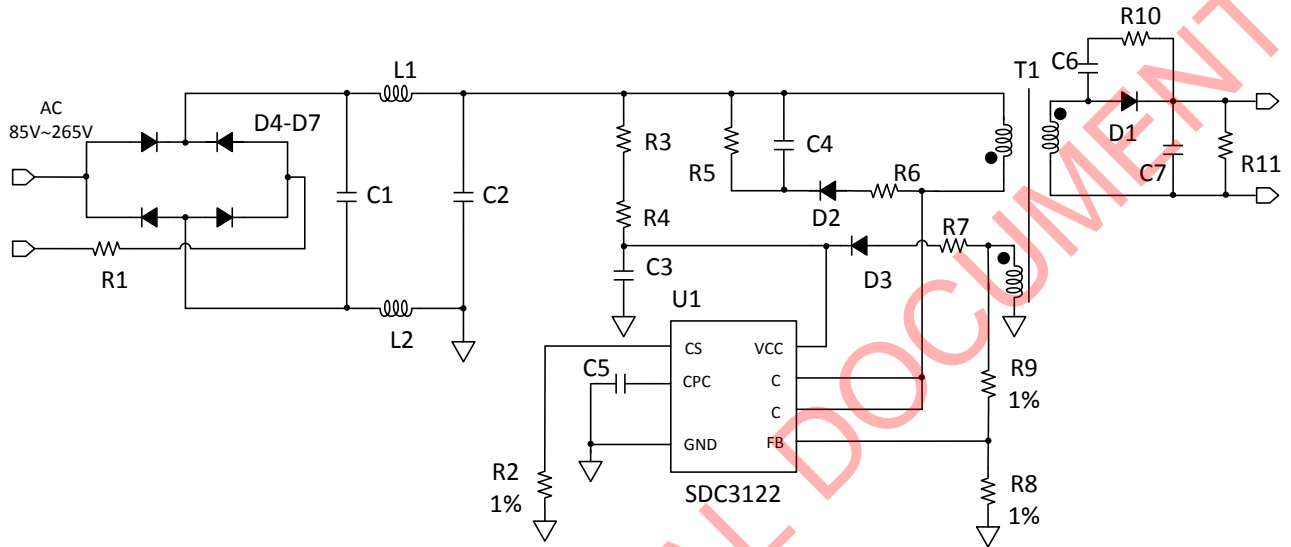 R10
C6
T1
L1
AC
85V~265V
D4-D7
D1
R3
C4
R5
R6
C7
R11
C1
C2
D2
R4
R7
C3
D3
R1
U1
L2
CS
VCC
C5
CPC
C
R9
1%
C
GND
FB
R2
1%
SDC3122
R8
1%
L DOCUMENT